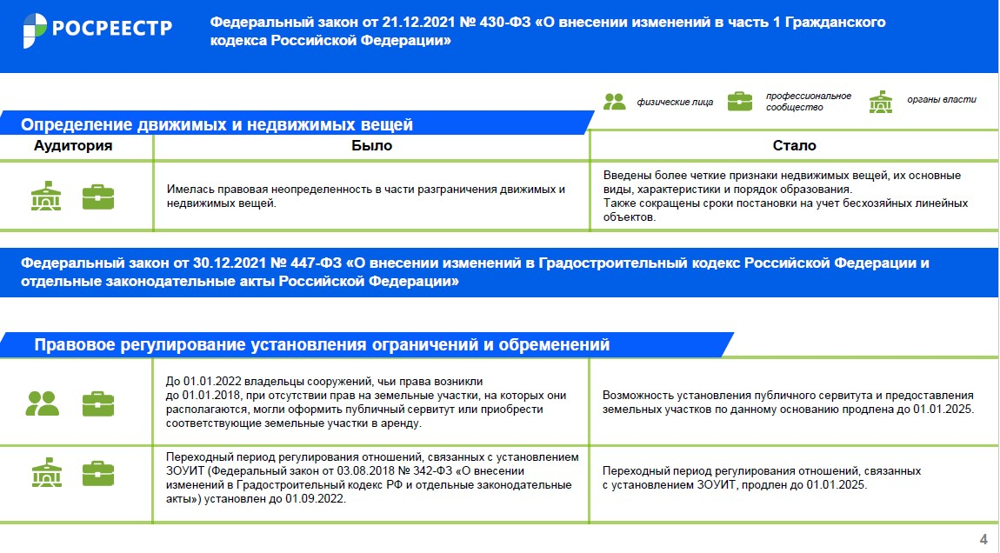 РОСРЕЕСТР
Федеральный закон от 21.12.2021 № 430-ФЗ «О внесении изменений в часть 1 Гражданского
кодекса Российской Федерации»
физические лица
профессиональное
сообщество
органы власти
Определение движимых и недвижимых вещей
Аудитория
Было
Стало
Имелась правовая неопределенность в части разграничения движимых и
недвижимых вещей.
Введены более четкие признаки недвижимых вещей, их основные
виды, характеристики и порядок образования.
Также сокращены сроки постановки на учет бесхозяйных линейных
объектов.
Федеральный закон от 30.12.2021 № 447-ФЗ «О внесении изменений в Градостроительный кодекс Российской Федерации и
отдельные законодательные акты Российской Федерации»
Правовое регулирование установления ограничений и обременений
До 01.01.2022 владельцы сооружений, чьи права возникли
до 01.01.2018, при отсутствии прав на земельные участки, на которых они
располагаются, могли оформить публичный сервитут или приобрести
соответствующие земельные участки в аренду.
Возможность установления публичного сервитута и предоставления
земельных участков по данному основанию продлена до 01.01.2025.
Переходный период регулирования отношений, связанных с установлением
ЗОУИТ (Федеральный закон от 03.08.2018 № 342-ФЗ «О внесении
изменений в Градостроительный кодекс РФ и отдельные законодательные
акты») установлен до 01.09.2022.
Переходный период регулирования отношений, связанных
с установлением ЗОУИТ, продлен до 01.01.2025.
4